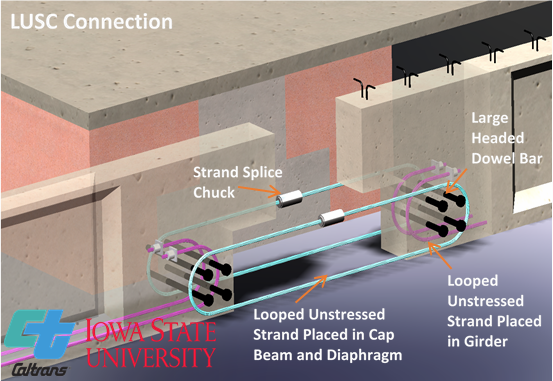 LUSC Connection
Large
Headed
Dowel Bar
Strand Splice
Chuck
Looped Unstressed
Strand Placed in Cap
Beam and Diaphragm
Looped
Unstressed
Strand Placed
in Girder
Ct
Caltrans
IOWA STATE
UNIVERSITY